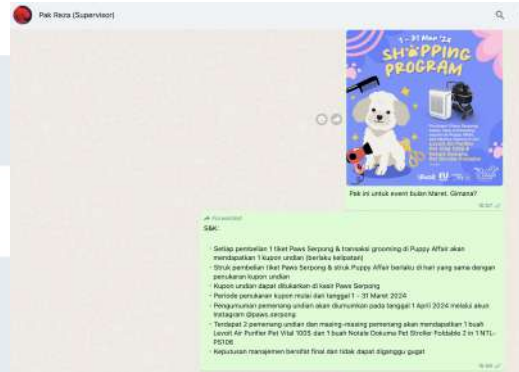 Pak Reza (Supervisor)
1 - 31 Mar '24
SHOPPING
PROGRAM
Pak ini untuk event bulan Maret. Gimana?
Forwarded
S&K:
- Setiap pembelian 1 tiket Paws Serpong & transaksi grooming di Puppy Affair akan
mendapatkan 1 kupon undian (berlaku kelipatan)
- Struk pembelian tiket Paws Serpong & struk Puppy Affair berlaku di hari yang sama dengan
penukaran kupon undian
- Kupon undian dapat ditukarkan di kasir Paws Serpong
- Periode penukaran kupon mulai dari tanggal 1 - 31 Maret 2024
- Pengumuman pemenang undian akan diumumkan pada tanggal 1 April 2024 melalui akun
Instagram @paws.serpong
- Terdapat 2 pemenang undian dan masing-masing pemenang akan mendapatkan 1 buah
Levoit Air Purifier Pet Vital 100S dan 1 buah Notale Dokuma Pet Stroller Foldable 2 in 1 NTL-
PS106
- Keputusan manajemen bersifat final dan tidak dapat diganggu gugat